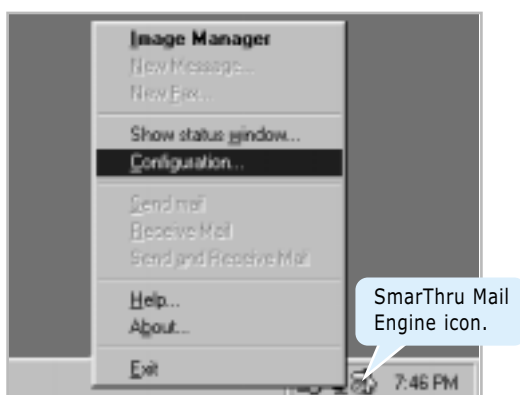 Image Manager
New Message...
New Fax...
Show status window...
Configuration...
Send mail
Receive Mail
Send and Receive Mail
Help...
About...
Exit
SmarThru Mail
Engine icon.
7:46 PM